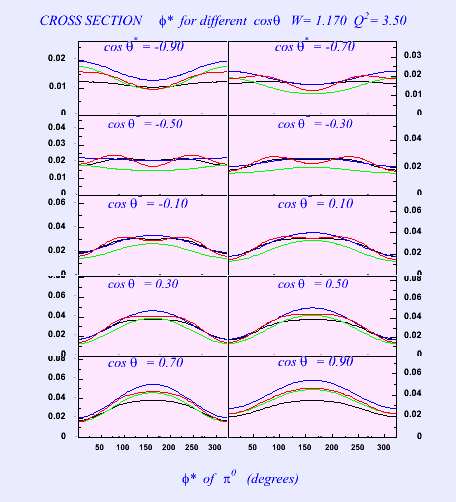 CROSS SECTION ϕ* for different cosθ W= 1.170 Q²= 3.50
cos θ* = -0.90 cos θ* = -0.70
0.02 0.03
0.01 0.02
0.01
0 0
cos θ = -0.50 cos θ = -0.30
0.04 0.04
0.03
0.02 0.02
0.01
0 0
cos θ = -0.10 cos θ = 0.10
0.06 0.06
0.04 0.04
0.02 0.02
cos θ = 0.30 cos θ = 0.50
0.06 0.06
0.04 0.04
0.02 0.02
cos θ = 0.70 cos θ = 0.90
0.06 0.06
0.04 0.04
0.02 0.02
0 0
50 100 150 200 250 300 50 100 150 200 250 300
ϕ* of π⁰ (degrees)